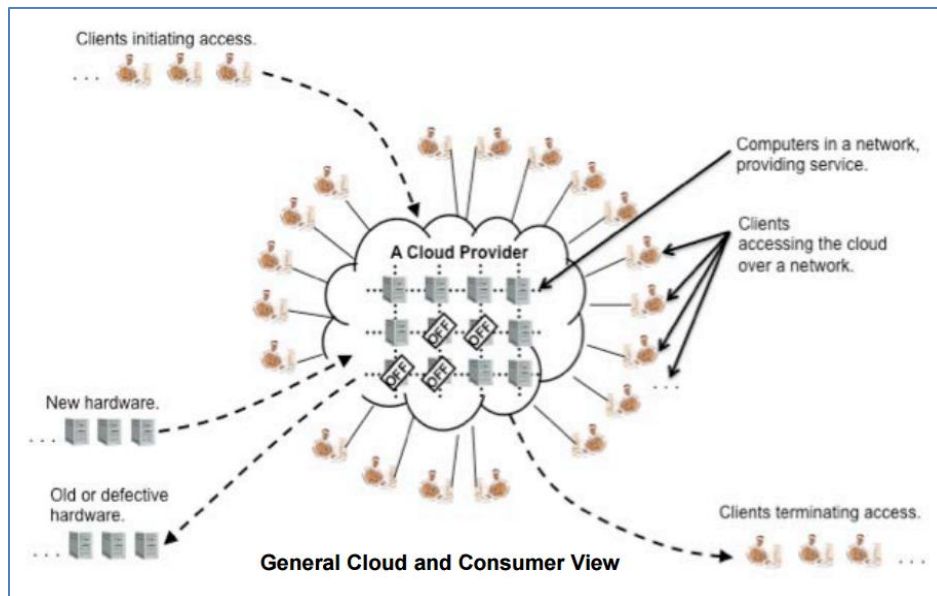 Clients initiating access.
. . .
Computers in a network,
providing service.
Clients
accessing the cloud
over a network.
A Cloud Provider
OFF OFF
OFF OFF
. . .
New hardware.
. . .
Old or defective
hardware.
. . .
Clients terminating access.
. . .
General Cloud and Consumer View